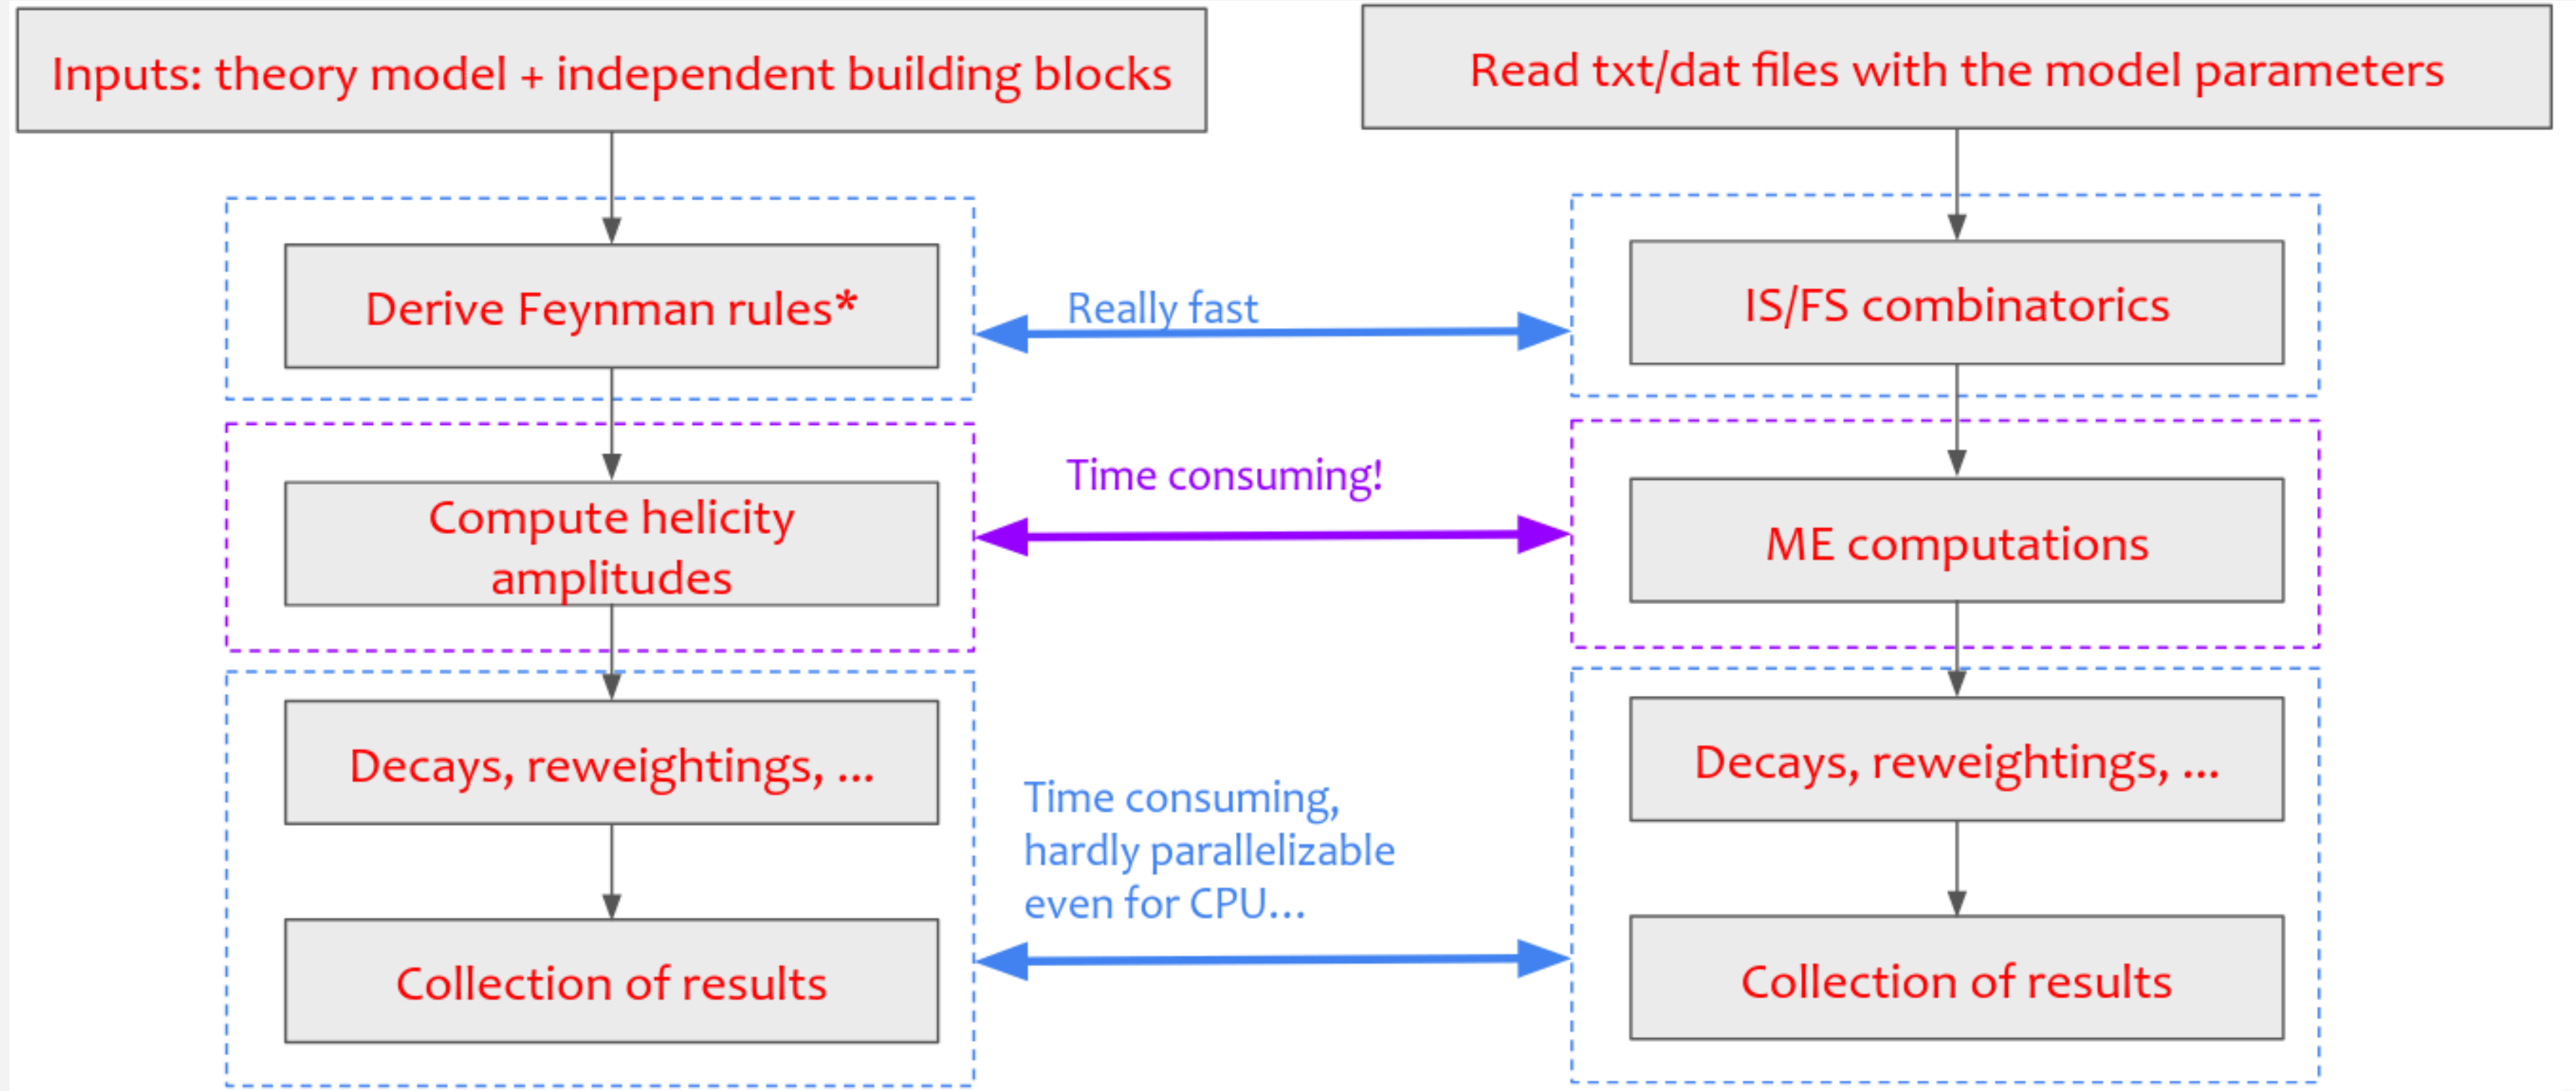 Inputs: theory model + independent building blocks
Read txt/dat files with the model parameters
Derive Feynman rules*
Really fast
IS/FS combinatorics
Compute helicity
amplitudes
Time consuming!
ME computations
Decays, reweightings, ...
Time consuming,
hardly parallelizable
even for CPU...
Decays, reweightings, ...
Collection of results
Collection of results